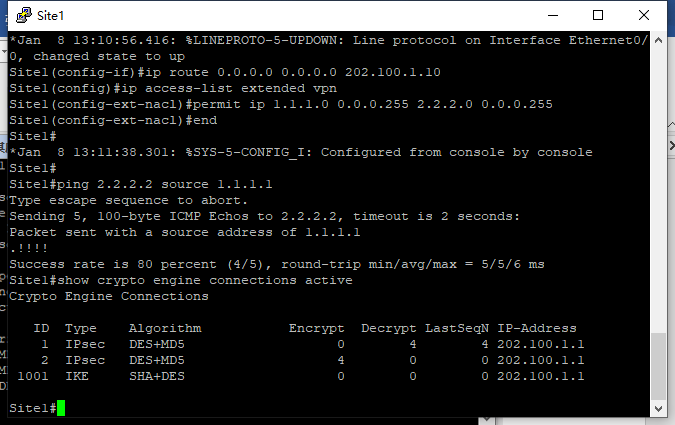 Site1
*Jan  8 13:10:56.416: %LINEPROTO-5-UPDOWN: Line protocol on Interface Ethernet0/
0, changed state to up
Site1(config-if)#ip route 0.0.0.0 0.0.0.0 202.100.1.10
Site1(config)#ip access-list extended vpn
Site1(config-ext-nacl)#permit ip 1.1.1.0 0.0.0.255 2.2.2.0 0.0.0.255
Site1(config-ext-nacl)#end
Site1#
*Jan  8 13:11:38.301: %SYS-5-CONFIG_I: Configured from console by console
Site1#
Site1#ping 2.2.2.2 source 1.1.1.1
Type escape sequence to abort.
Sending 5, 100-byte ICMP Echos to 2.2.2.2, timeout is 2 seconds:
Packet sent with a source address of 1.1.1.1
.!!!!
Success rate is 80 percent (4/5), round-trip min/avg/max = 5/5/6 ms
Site1#show crypto engine connections active
Crypto Engine Connections
ID  Type    Algorithm           Encrypt  Decrypt LastSeqN IP-Address
1  IPsec   DES+MD5                   0        4        4 202.100.1.1
2  IPsec   DES+MD5                   4        0        0 202.100.1.1
1001  IKE     SHA+DES                   0        0        0 202.100.1.1
Site1#